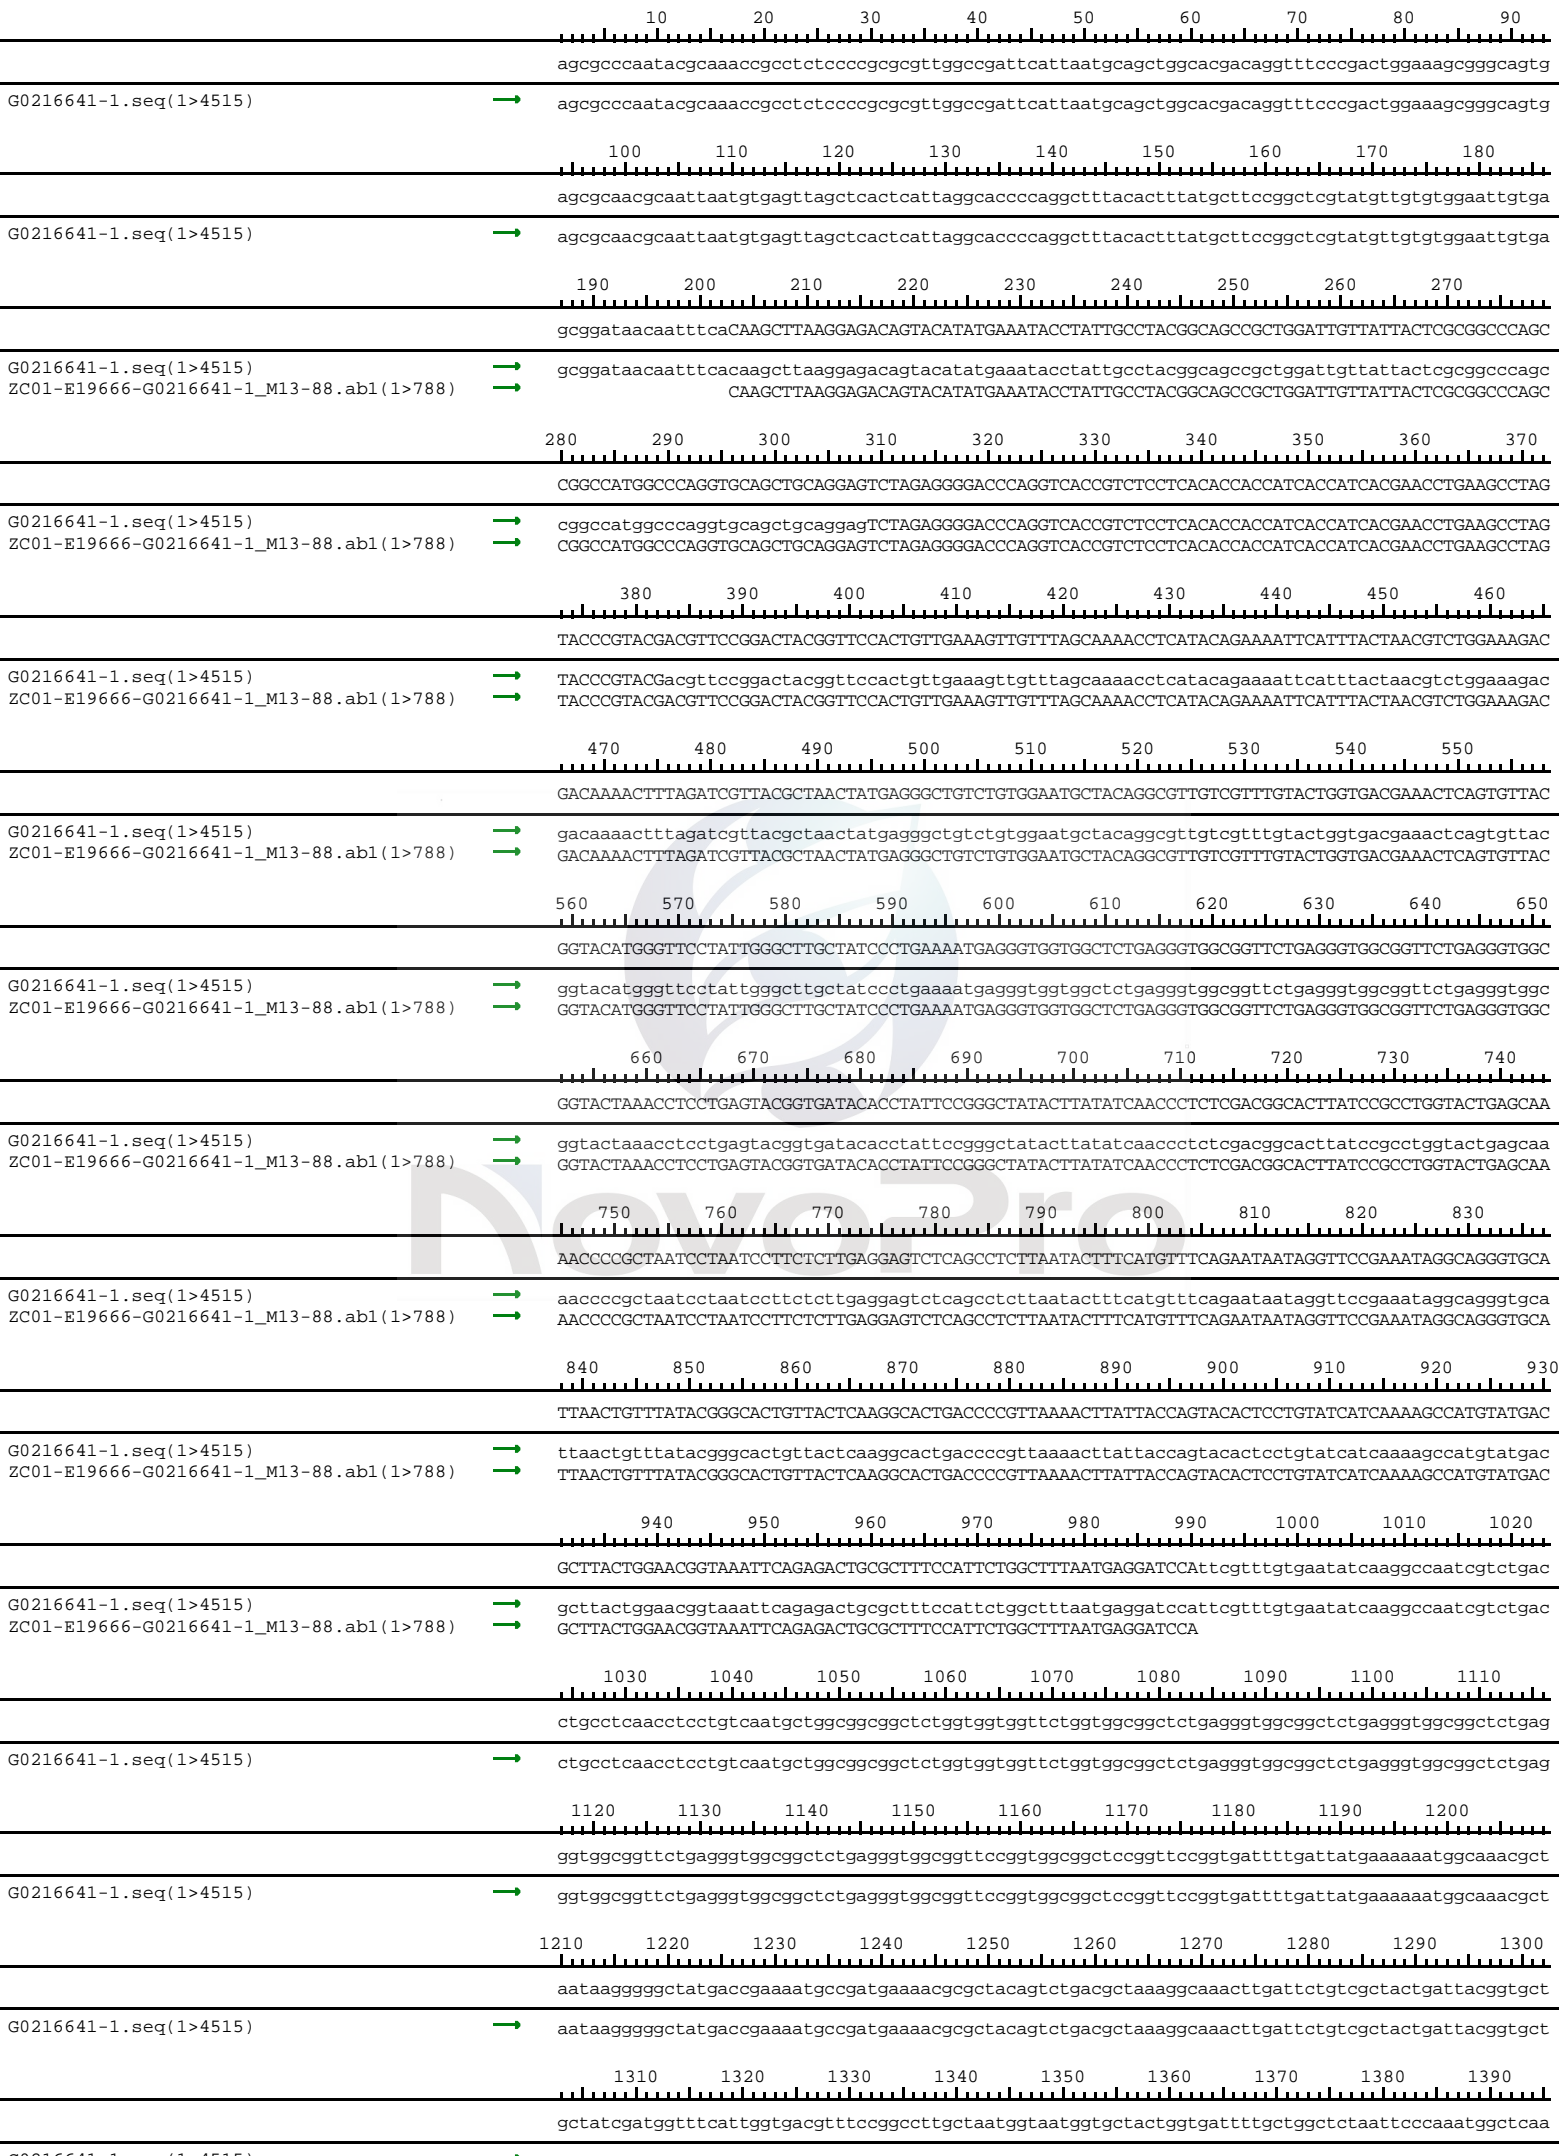 10 20 30 40 50 60 70 80 90
agcgcccaatacgcaaaccgcctctccccgcgcgttggccgattcattaatgcagctggcacgacaggtttcccgactggaaagcgggcagtg
G0216641-1.seq(1>4515) agcgcccaatacgcaaaccgcctctccccgcgcgttggccgattcattaatgcagctggcacgacaggtttcccgactggaaagcgggcagtg
100 110 120 130 140 150 160 170 180
agcgcaacgcaattaatgtgagttagctcactcattaggcaccccaggctttacactttatgcttccggctcgtatgttgtgtggaattgtga
G0216641-1.seq(1>4515) agcgcaacgcaattaatgtgagttagctcactcattaggcaccccaggctttacactttatgcttccggctcgtatgttgtgtggaattgtga
190 200 210 220 230 240 250 260 270
gcggataacaatttcaCAAGCTTAAGGAGACAGTACATATGAAATACCTATTGCCTACGGCAGCCGCTGGATTGTTATTACTCGCGGCCCAGC
G0216641-1.seq(1>4515) gcggataacaatttcacaagcttaaggagacagtacatatgaaatacctattgcctacggcagccgctggattgttattactcgcggcccagc
ZC01-E19666-G0216641-1_M13-88.ab1(1>788) CAAGCTTAAGGAGACAGTACATATGAAATACCTATTGCCTACGGCAGCCGCTGGATTGTTATTACTCGCGGCCCAGC
280 290 300 310 320 330 340 350 360 370
CGGCCATGGCCCAGGTGCAGCTGCAGGAGTCTAGAGGGGACCCAGGTCACCGTCTCCTCACACCACCATCACCATCACGAACCTGAAGCCTAG
G0216641-1.seq(1>4515) cggccatggcccaggtgcagctgcaggagTCTAGAGGGGACCCAGGTCACCGTCTCCTCACACCACCATCACCATCACGAACCTGAAGCCTAG
ZC01-E19666-G0216641-1_M13-88.ab1(1>788) CGGCCATGGCCCAGGTGCAGCTGCAGGAGTCTAGAGGGGACCCAGGTCACCGTCTCCTCACACCACCATCACCATCACGAACCTGAAGCCTAG
380 390 400 410 420 430 440 450 460
TACCCGTACGACGTTCCGGACTACGGTTCCACTGTTGAAAGTTGTTTAGCAAAACCTCATACAGAAAATTCATTTACTAACGTCTGGAAAGAC
G0216641-1.seq(1>4515) TACCCGTACGacgttccggactacggttccactgttgaaagttgtttagcaaaacctcatacagaaaattcatttactaacgtctggaaagac
ZC01-E19666-G0216641-1_M13-88.ab1(1>788) TACCCGTACGACGTTCCGGACTACGGTTCCACTGTTGAAAGTTGTTTAGCAAAACCTCATACAGAAAATTCATTTACTAACGTCTGGAAAGAC
470 480 490 500 510 520 530 540 550
GACAAAACTTTAGATCGTTACGCTAACTATGAGGGCTGTCTGTGGAATGCTACAGGCGTTGTCGTTTGTACTGGTGACGAAACTCAGTGTTAC
G0216641-1.seq(1>4515) gacaaaactttagatcgttacgctaactatgagggctgtctgtggaatgctacaggcgttgtcgtttgtactggtgacgaaactcagtgttac
ZC01-E19666-G0216641-1_M13-88.ab1(1>788) GACAAAACTTTAGATCGTTACGCTAACTATGAGGGCTGTCTGTGGAATGCTACAGGCGTTGTCGTTTGTACTGGTGACGAAACTCAGTGTTAC
560 570 580 590 600 610 620 630 640 650
GGTACATGGGTTCCTATTGGGCTTGCTATCCCTGAAAATGAGGGTGGTGGCTCTGAGGGTGGCGGTTCTGAGGGTGGCGGTTCTGAGGGTGGC
G0216641-1.seq(1>4515) ggtacatgggttcctattgggcttgctatccctgaaaatgagggtggtggctctgagggtggcggttctgagggtggcggttctgagggtggc
ZC01-E19666-G0216641-1_M13-88.ab1(1>788) GGTACATGGGTTCCTATTGGGCTTGCTATCCCTGAAAATGAGGGTGGTGGCTCTGAGGGTGGCGGTTCTGAGGGTGGCGGTTCTGAGGGTGGC
660 670 680 690 700 710 720 730 740
GGTACTAAACCTCCTGAGTACGGTGATACACCTATTCCGGGCTATACTTATATCAACCCTCTCGACGGCACTTATCCGCCTGGTACTGAGCAA
G0216641-1.seq(1>4515) ggtactaaacctcctgagtacggtgatacacctattccgggctatacttatatcaaccctctcgacggcacttatccgcctggtactgagcaa
ZC01-E19666-G0216641-1_M13-88.ab1(1>788) GGTACTAAACCTCCTGAGTACGGTGATACACCTATTCCGGGCTATACTTATATCAACCCTCTCGACGGCACTTATCCGCCTGGTACTGAGCAA
NovoPro
750 760 770 780 790 800 810 820 830
AACCCCGCTAATCCTAATCCTTCTCTTGAGGAGTCTCAGCCTCTTAATACTTTCATGTTTCAGAATAATAGGTTCCGAAATAGGCAGGGTGCA
G0216641-1.seq(1>4515) aaccccgctaatcctaatccttctcttgaggagtctcagcctcttaatactttcatgtttcagaataataggttccgaaataggcagggtgca
ZC01-E19666-G0216641-1_M13-88.ab1(1>788) AACCCCGCTAATCCTAATCCTTCTCTTGAGGAGTCTCAGCCTCTTAATACTTTCATGTTTCAGAATAATAGGTTCCGAAATAGGCAGGGTGCA
840 850 860 870 880 890 900 910 920 930
TTAACTGTTTATACGGGCACTGTTACTCAAGGCACTGACCCCGTTAAAACTTATTACCAGTACACTCCTGTATCATCAAAAGCCATGTATGAC
G0216641-1.seq(1>4515) ttaactgtttatacgggcactgttactcaaggcactgaccccgttaaaacttattaccagtacactcctgtatcatcaaaagccatgtatgac
ZC01-E19666-G0216641-1_M13-88.ab1(1>788) TTAACTGTTTATACGGGCACTGTTACTCAAGGCACTGACCCCGTTAAAACTTATTACCAGTACACTCCTGTATCATCAAAAGCCATGTATGAC
940 950 960 970 980 990 1000 1010 1020
GCTTACTGGAACGGTAAATTCAGAGACTGCGCTTTCCATTCTGGCTTTAATGAGGATCCAttcgtttgtgaatatcaaggccaatcgtctgac
G0216641-1.seq(1>4515) gcttactggaacggtaaattcagagactgcgctttccattctggctttaatgaggatccattcgtttgtgaatatcaaggccaatcgtctgac
ZC01-E19666-G0216641-1_M13-88.ab1(1>788) GCTTACTGGAACGGTAAATTCAGAGACTGCGCTTTCCATTCTGGCTTTAATGAGGATCCA
1030 1040 1050 1060 1070 1080 1090 1100 1110
ctgcctcaacctcctgtcaatgctggcggcggctctggtggtggttctggtggcggctctgagggtggcggctctgagggtggcggctctgag
G0216641-1.seq(1>4515) ctgcctcaacctcctgtcaatgctggcggcggctctggtggtggttctggtggcggctctgagggtggcggctctgagggtggcggctctgag
1120 1130 1140 1150 1160 1170 1180 1190 1200
ggtggcggttctgagggtggcggctctgagggtggcggttccggtggcggctccggttccggtgattttgattatgaaaaaatggcaaacgct
G0216641-1.seq(1>4515) ggtggcggttctgagggtggcggctctgagggtggcggttccggtggcggctccggttccggtgattttgattatgaaaaaatggcaaacgct
1210 1220 1230 1240 1250 1260 1270 1280 1290 1300
aataagggggctatgaccgaaaatgccgatgaaaacgcgctacagtctgacgctaaaggcaaacttgattctgtcgctactgattacggtgct
G0216641-1.seq(1>4515) aataagggggctatgaccgaaaatgccgatgaaaacgcgctacagtctgacgctaaaggcaaacttgattctgtcgctactgattacggtgct
1310 1320 1330 1340 1350 1360 1370 1380 1390
gctatcgatggtttcattggtgacgtttccggccttgctaatggtaatggtgctactggtgattttgctggctctaattcccaaatggctcaa